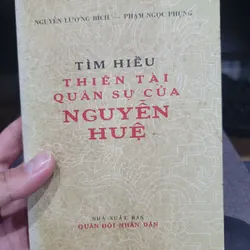 NGUYỄN LƯƠNG BÍCH — PHẠM NGỌC PHỤNG
TÌM HIỂU
THIÊN TÀI
QUÂN SỰ CỦA
NGUYỄN
HUỆ
NHÀ XUẤT BẢN
QUÂN ĐỘI NHÂN DÂN